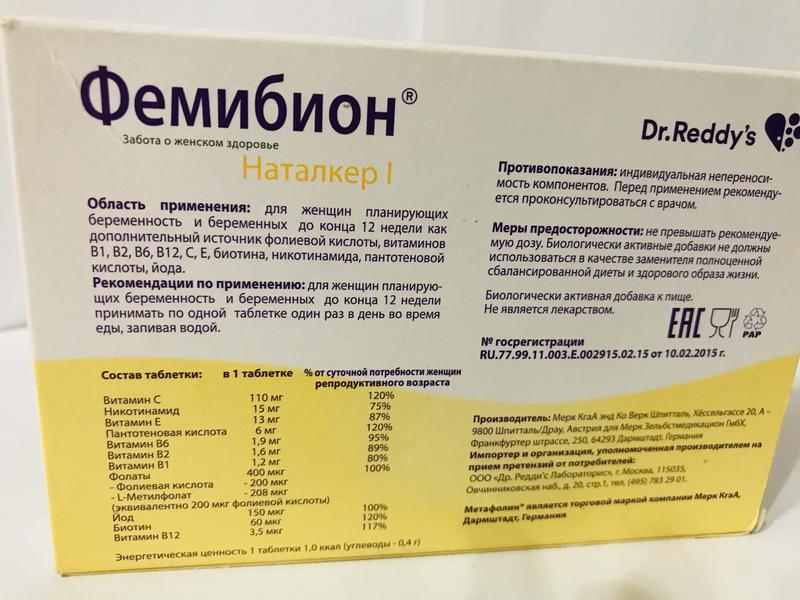 Фемибион®
Забота о женском здоровье
Наталкер I
Область применения: для женщин планирующих
беременность и беременных до конца 12 недели как
дополнительный источник фолиевой кислоты, витаминов
B1, B2, B6, B12, C, E, биотина, никотинамида, пантотеновой
кислоты, йода.
Рекомендации по применению: для женщин планирую-
щих беременность и беременных до конца 12 недели
принимать по одной таблетке один раз в день во время
еды, запивая водой.
Dr.Reddy's
Противопоказания: индивидуальная непереноси-
мость компонентов. Перед применением рекоменду-
ется проконсультироваться с врачом.
Меры предосторожности: не превышать рекомендуе-
мую дозу. Биологически активные добавки не должны
использоваться в качестве заменителя полноценной
сбалансированной диеты и здорового образа жизни.
Биологически активная добавка к пище.
Не является лекарством.
EAC
PAP
№ госрегистрации
RU.77.99.11.003.E.002915.02.15 от 10.02.2015 г.
Состав таблетки: в 1 таблетке % от суточной потребности женщин
репродуктивного возраста
Витамин С 110 мг 120%
Никотинамид 15 мг 75%
Витамин Е 13 мг 87%
Пантотеновая кислота 6 мг 120%
Витамин В6 1,9 мг 95%
Витамин В2 1,6 мг 89%
Витамин В1 1,2 мг 80%
Фолаты 400 мкг 100%
- Фолиевая кислота - 200 мкг
- L-Метилфолат - 208 мкг
(эквивалентно 200 мкг фолиевой кислоты)
Йод 150 мкг 100%
Биотин 60 мкг 120%
Витамин В12 3,5 мкг 117%
Энергетическая ценность 1 таблетки 1,0 ккал (углеводы - 0,4 г)
Производитель: Мерк КгаА энд Ко Верк Шпитталь, Хёссельгассе 20, А –
9800 Шпитталь/Драу, Австрия для Мерк Зельбстмедикацион ГмбХ,
Франкфуртер штрассе, 250, 64293 Дармштадт, Германия
Импортер и организация, уполномоченная производителем на
прием претензий от потребителей:
ООО «Др. Редди'с Лабораторис», г. Москва, 115035,
Овчинниковская наб., д. 20, стр.1, тел. (495) 783 29 01.
Метафолин® является торговой маркой компании Мерк КгаА,
Дармштадт, Германия